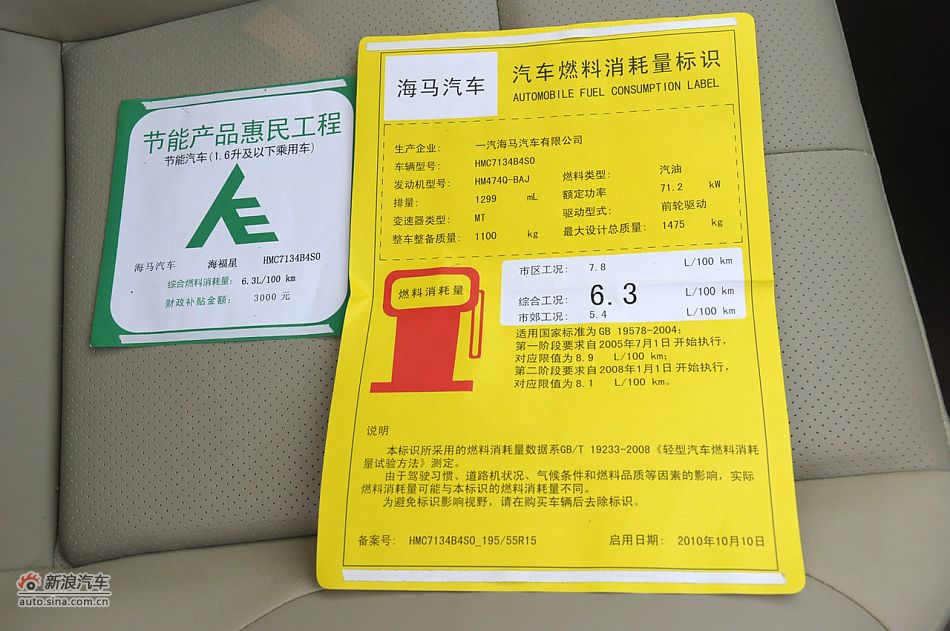 节能产品惠民工程
节能汽车(1.6升及以下乘用车)
海马汽车 海福星 HMC7134B4S0
综合燃料消耗量: 6.3L/100 km
财政补贴金额: 3000 元
海马汽车
汽车燃料消耗量标识
AUTOMOBILE FUEL CONSUMPTION LABEL
生产企业: 一汽海马汽车有限公司
车辆型号: HMC7134B4S0
发动机型号: HM474Q-BAJ 燃料类型: 汽油
排量: 1299 mL 额定功率 71.2 kW
变速器类型: MT 驱动型式: 前轮驱动
整车整备质量: 1100 kg 最大设计总质量: 1475 kg
燃料消耗量
市区工况: 7.8 L/100 km
综合工况: 6.3 L/100 km
市郊工况: 5.4 L/100 km
适用国家标准为GB 19578-2004;
第一阶段要求自2005年7月1日开始执行,
对应限值为8.9 L/100 km;
第二阶段要求自2008年1月1日开始执行,
对应限值为8.1 L/100 km。
说明
本标识所采用的燃料消耗量数据系GB/T 19233-2008《轻型汽车燃料消耗
量试验方法》测定。
由于驾驶习惯、道路机状况、气候条件和燃料品质等因素的影响，实际
燃料消耗量可能与本标识的燃料消耗量不同。
为避免标识影响视野，请在购买车辆后去除标识。
备案号: HMC7134B4S0_195/55R15 启用日期: 2010年10月10日
新浪汽车
auto.sina.com.cn